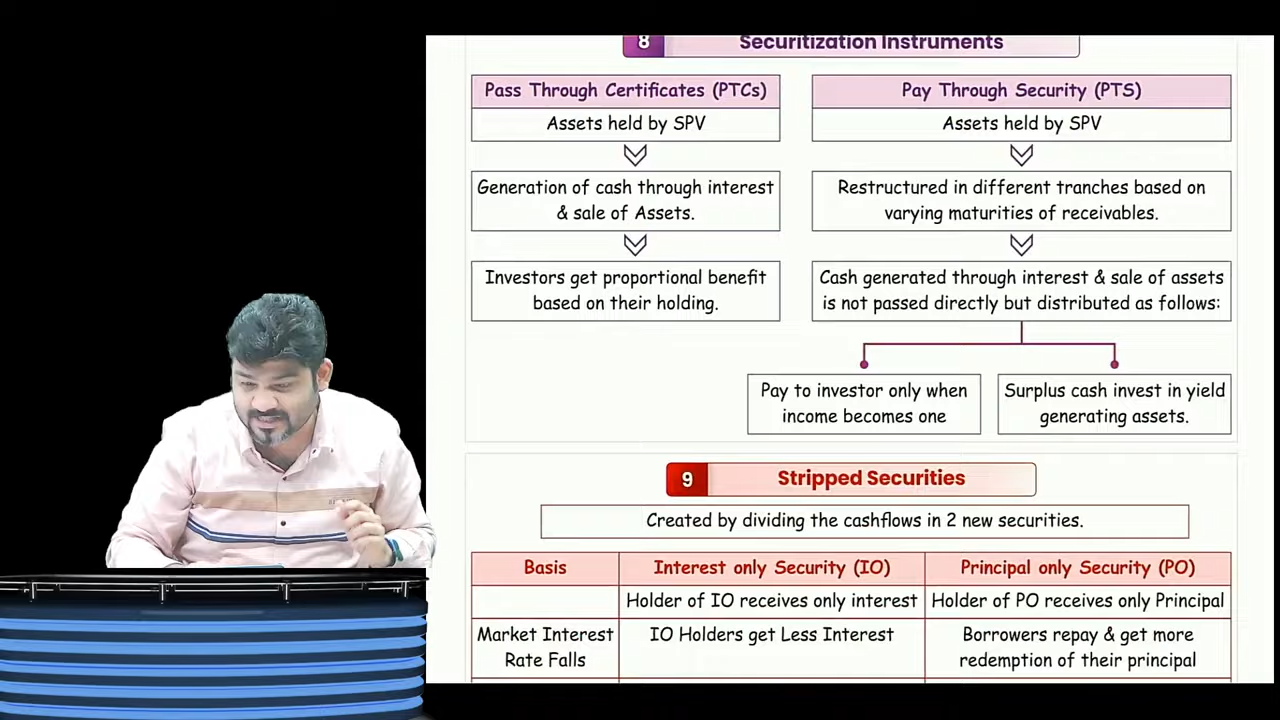 8 Securitization Instruments
Pass Through Certificates (PTCs)
Assets held by SPV
Generation of cash through interest
& sale of Assets.
Investors get proportional benefit
based on their holding.
Pay Through Security (PTS)
Assets held by SPV
Restructured in different tranches based on
varying maturities of receivables.
Cash generated through interest & sale of assets
is not passed directly but distributed as follows:
Pay to investor only when
income becomes one
Surplus cash invest in yield
generating assets.
9 Stripped Securities
Created by dividing the cashflows in 2 new securities.
Basis Interest only Security (IO) Principal only Security (PO)
Holder of IO receives only interest Holder of PO receives only Principal
Market Interest
Rate Falls
IO Holders get Less Interest
Borrowers repay & get more
redemption of their principal